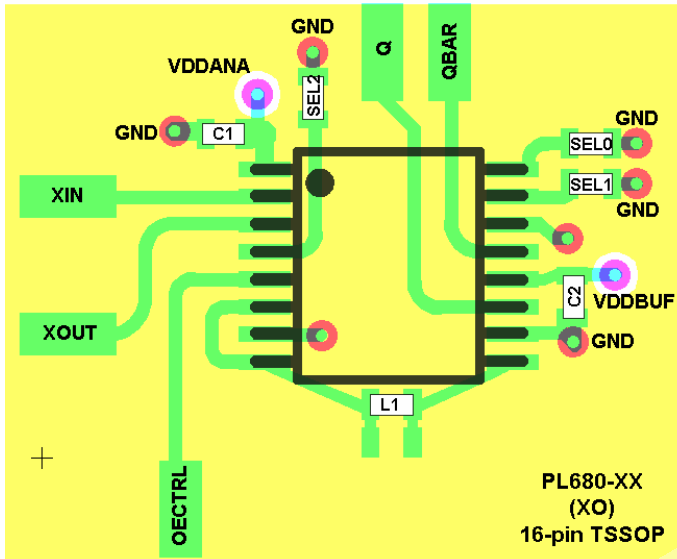 GND
VDDANA
SEL2
Q
QBAR
GND
C1
GND
SEL0
XIN
SEL1
GND
VDDBUF
C2
XOUT
GND
L1
OECTRL
PL680-XX
(XO)
16-pin TSSOP